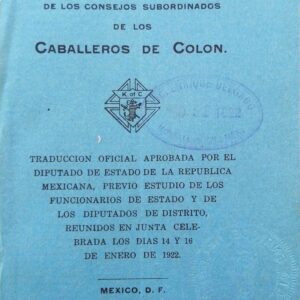 DE LOS CONSEJOS SUBORDINADOS
DE LOS
CABALLEROS DE COLON.
K of C
TRADUCCION OFICIAL APROBADA POR EL
DIPUTADO DE ESTADO DE LA REPUBLICA
MEXICANA, PREVIO ESTUDIO DE LOS
FUNCIONARIOS DE ESTADO Y DE
LOS DIPUTADOS DE DISTRITO,
REUNIDOS EN JUNTA CELE-
BRADA LOS DIAS 14 Y 16
DE ENERO DE 1922.
MEXICO, D. F.